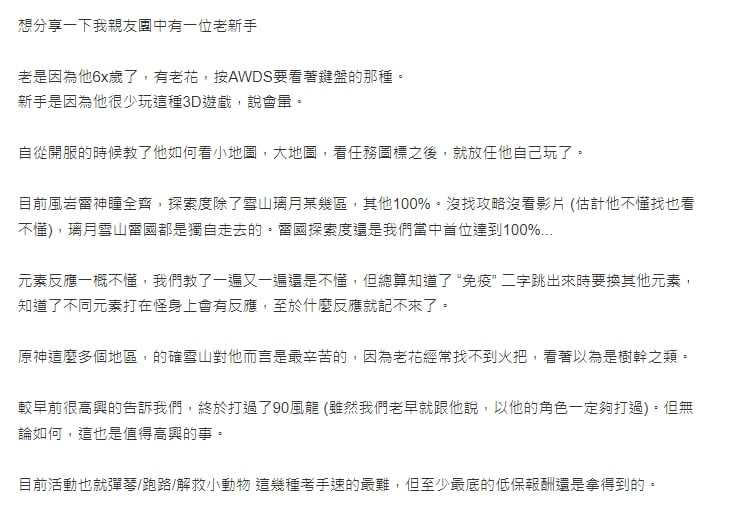 想分享一下我親友圍中有一位老新手
老是因為他6x歲了，有老花，按AWDS要看著鍵盤的那種。
新手是因為他很少玩這種3D遊戲，說會暈。
自從開服的時候教了他如何看小地圖，大地圖，看任務圖標之後，就放任他自己玩了。
目前風岩雷神瞳全齊，探索度除了雪山璃月某幾區，其他100%。沒找攻略沒看影片 (估計他不懂找也看
不懂)，璃月雪山雷國都是獨自走去的。雷國探索度還是我們當中首位達到100%...
元素反應一概不懂，我們教了一遍又一遍還是不懂，但總算知道了 “免疫” 二字跳出來時要換其他元素，
知道了不同元素打在怪身上會有反應，至於什麼反應就記不來了。
原神這麼多個地區，的確雪山對他而言是最辛苦的，因為老花經常找不到火把，看著以為是樹幹之類。
較早前很高興的告訴我們，終於打過了90風龍 (雖然我們老早就跟他說，以他的角色一定夠打過)。但無
論如何，這也是值得高興的事。
目前活動也就彈琴/跑路/解救小動物 這幾種考手速的最難，但至少最底的低保報酬還是拿得到的。